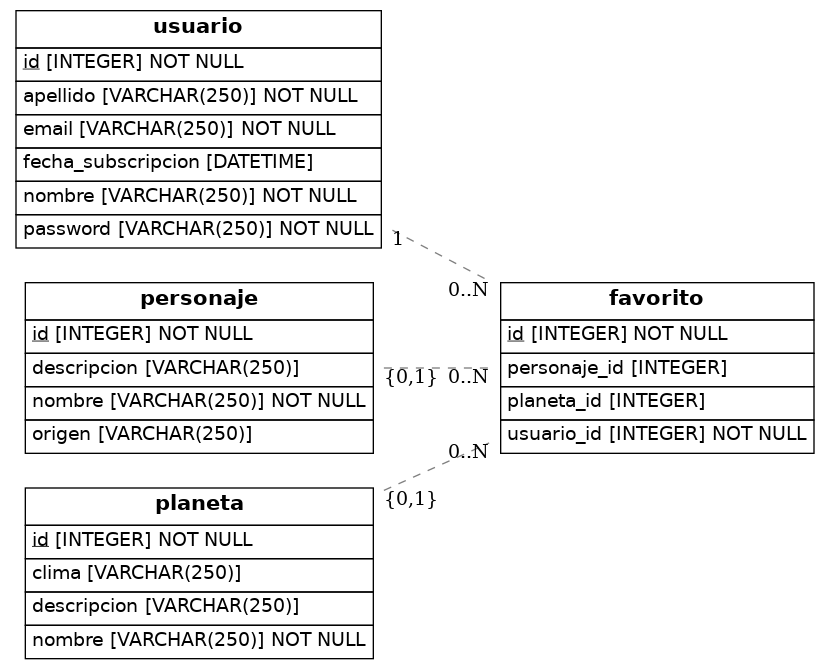 usuario
id [INTEGER] NOT NULL
apellido [VARCHAR(250)] NOT NULL
email [VARCHAR(250)] NOT NULL
fecha_subscripcion [DATETIME]
nombre [VARCHAR(250)] NOT NULL
password [VARCHAR(250)] NOT NULL
1
0..N
personaje
id [INTEGER] NOT NULL
descripcion [VARCHAR(250)]
nombre [VARCHAR(250)] NOT NULL
origen [VARCHAR(250)]
{0,1}
0..N
favorito
id [INTEGER] NOT NULL
personaje_id [INTEGER]
planeta_id [INTEGER]
usuario_id [INTEGER] NOT NULL
0..N
{0,1}
planeta
id [INTEGER] NOT NULL
clima [VARCHAR(250)]
descripcion [VARCHAR(250)]
nombre [VARCHAR(250)] NOT NULL